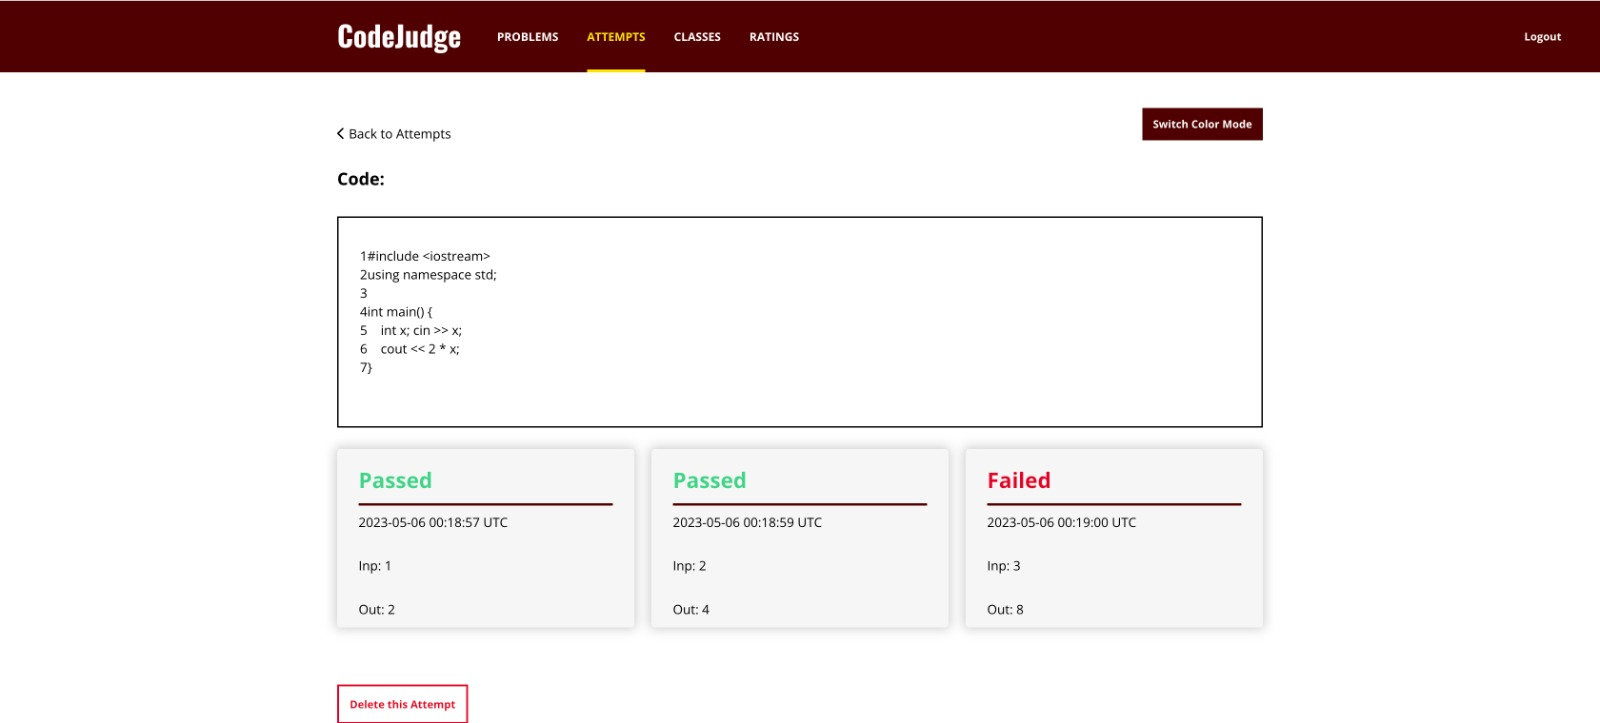 CodeJudge PROBLEMS ATTEMPTS CLASSES RATINGS Logout
Back to Attempts
Switch Color Mode
Code:
1#include <iostream>
2using namespace std;
3
4int main() {
5    int x; cin >> x;
6    cout << 2 * x;
7}
Passed
2023-05-06 00:18:57 UTC
Inp: 1
Out: 2
Passed
2023-05-06 00:18:59 UTC
Inp: 2
Out: 4
Failed
2023-05-06 00:19:00 UTC
Inp: 3
Out: 8
Delete this Attempt